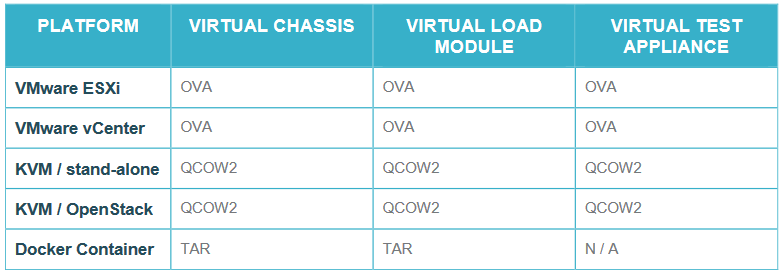 PLATFORM VIRTUAL CHASSIS VIRTUAL LOAD MODULE VIRTUAL TEST APPLIANCE
VMware ESXi OVA OVA OVA
VMware vCenter OVA OVA OVA
KVM / stand-alone QCOW2 QCOW2 QCOW2
KVM / OpenStack QCOW2 QCOW2 QCOW2
Docker Container TAR TAR N / A